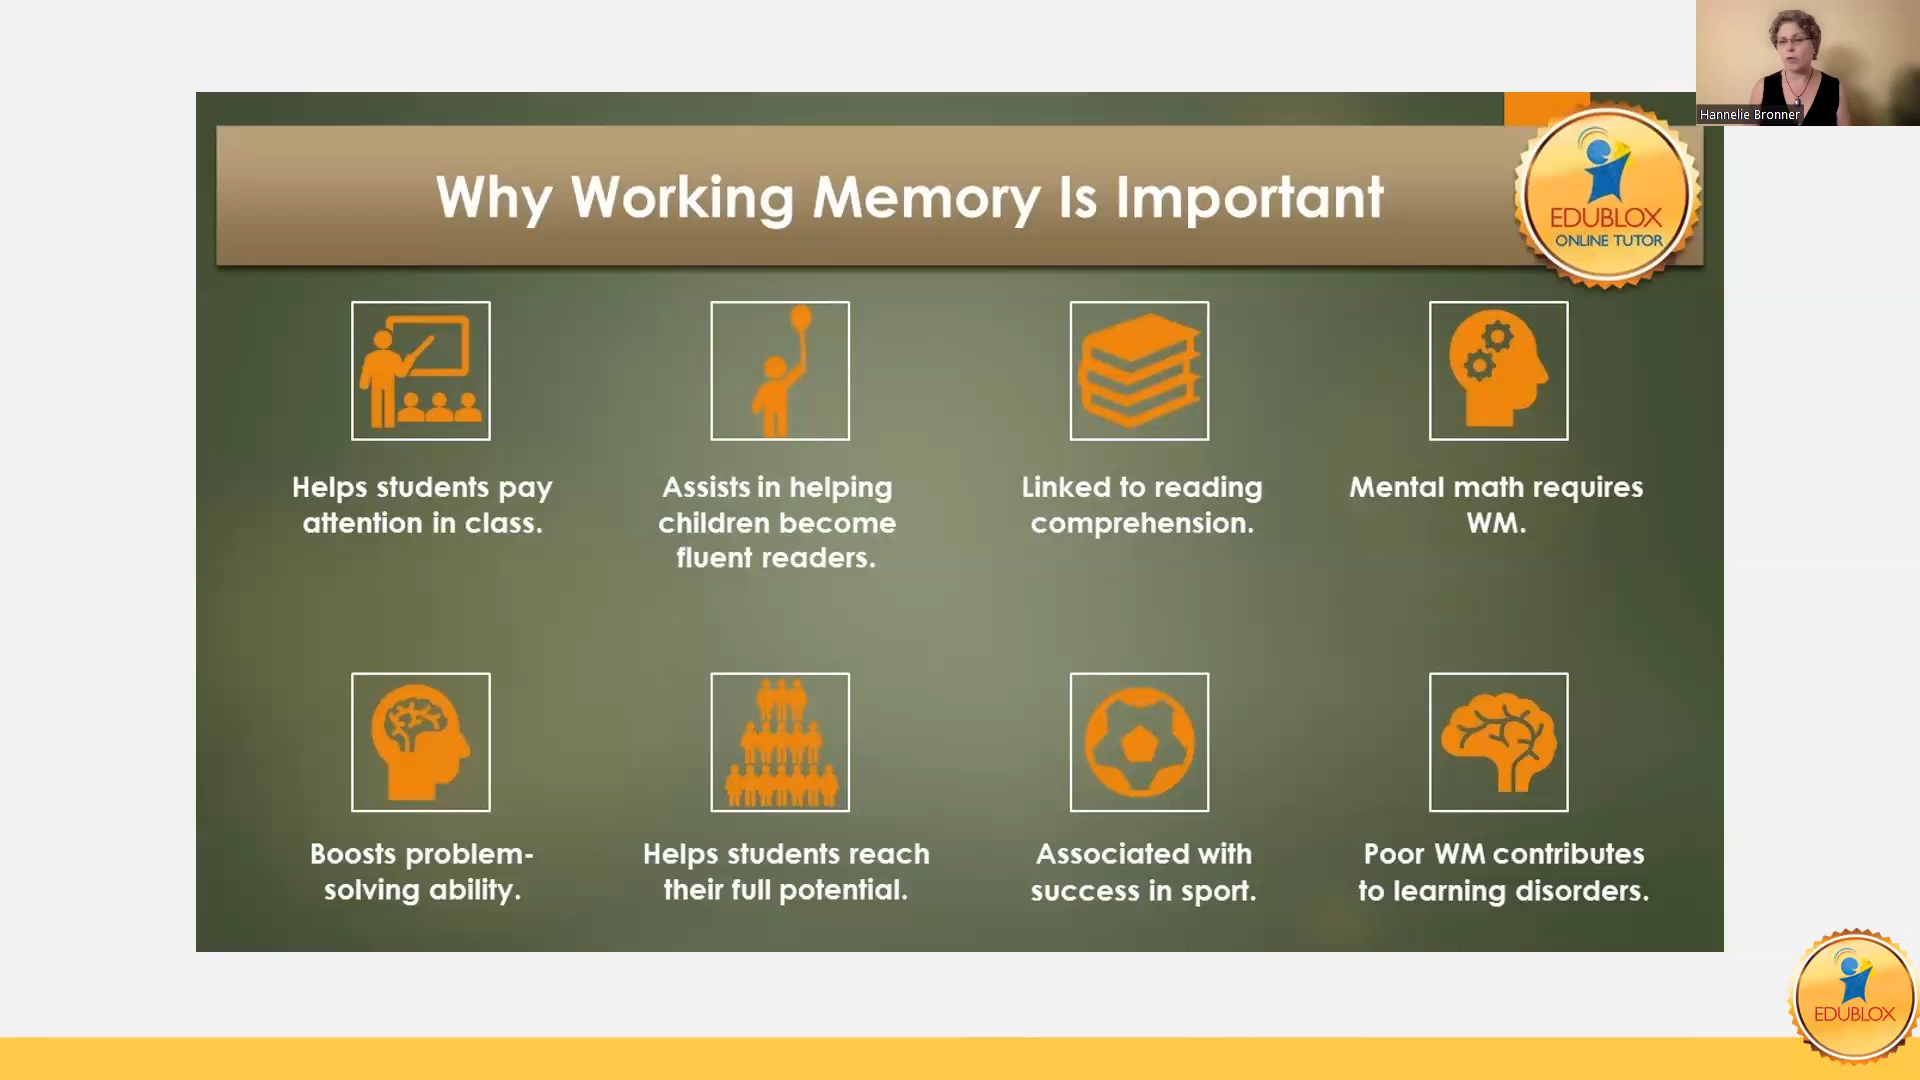 Hannelie Bronner
Why Working Memory Is Important
EDUBLOX
ONLINE TUTOR
Helps students pay
attention in class.
Assists in helping
children become
fluent readers.
Linked to reading
comprehension.
Mental math requires
WM.
Boosts problem-
solving ability.
Helps students reach
their full potential.
Associated with
success in sport.
Poor WM contributes
to learning disorders.
EDUBLOX